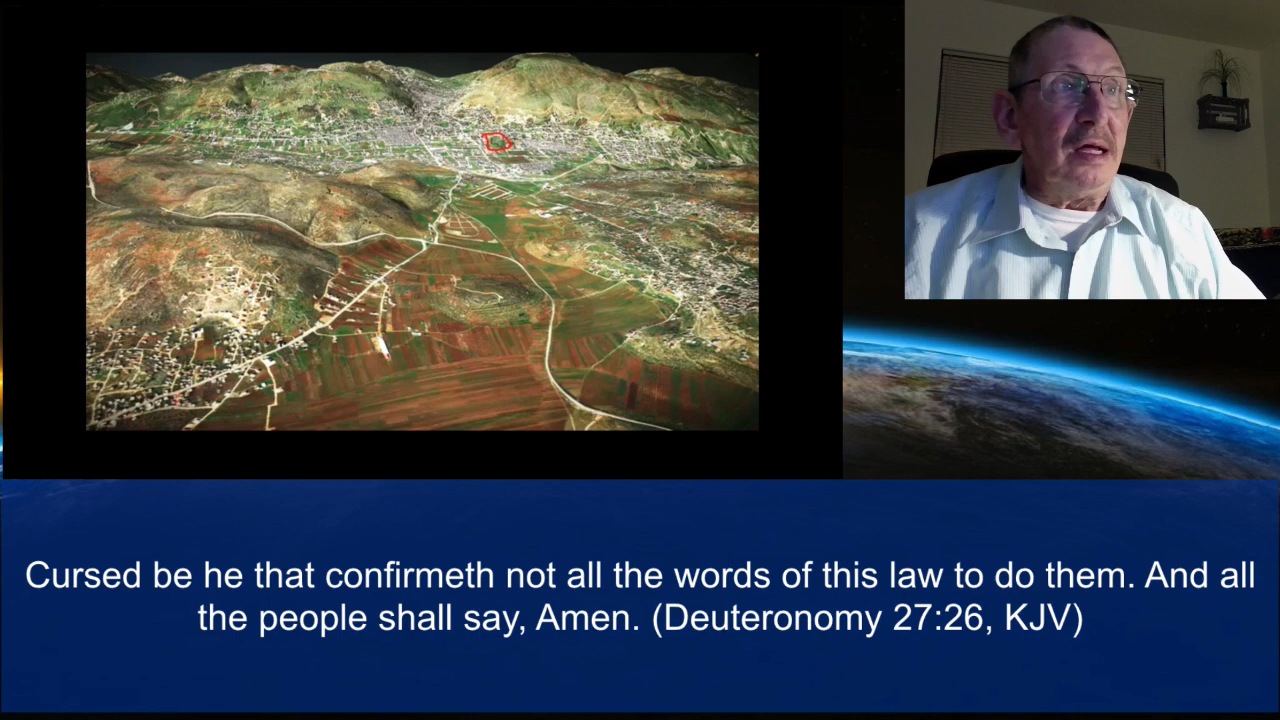 Cursed be he that confirmeth not all the words of this law to do them. And all
the people shall say, Amen. (Deuteronomy 27:26, KJV)